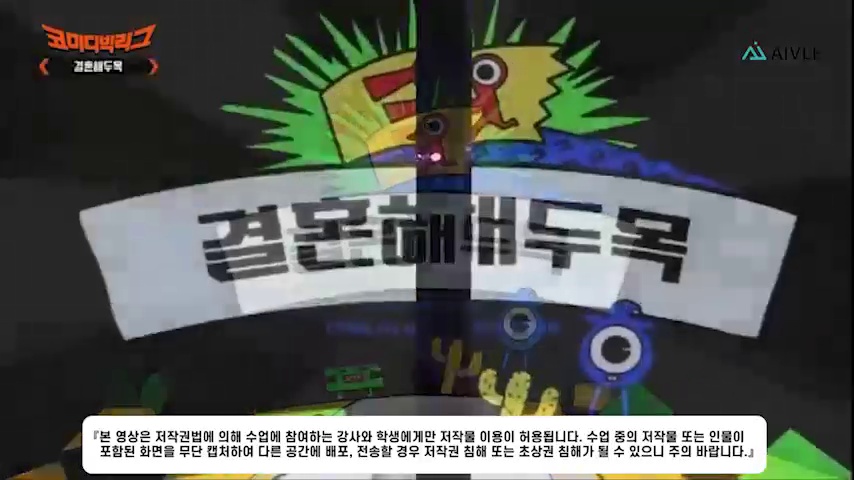 코미디빅리그
결혼해두목
AIVLE
결혼해두목
『본 영상은 저작권법에 의해 수업에 참여하는 강사와 학생에게만 저작물 이용이 허용됩니다. 수업 중의 저작물 또는 인물이
포함된 화면을 무단 캡처하여 다른 공간에 배포, 전송할 경우 저작권 침해 또는 초상권 침해가 될 수 있으니 주의 바랍니다.』